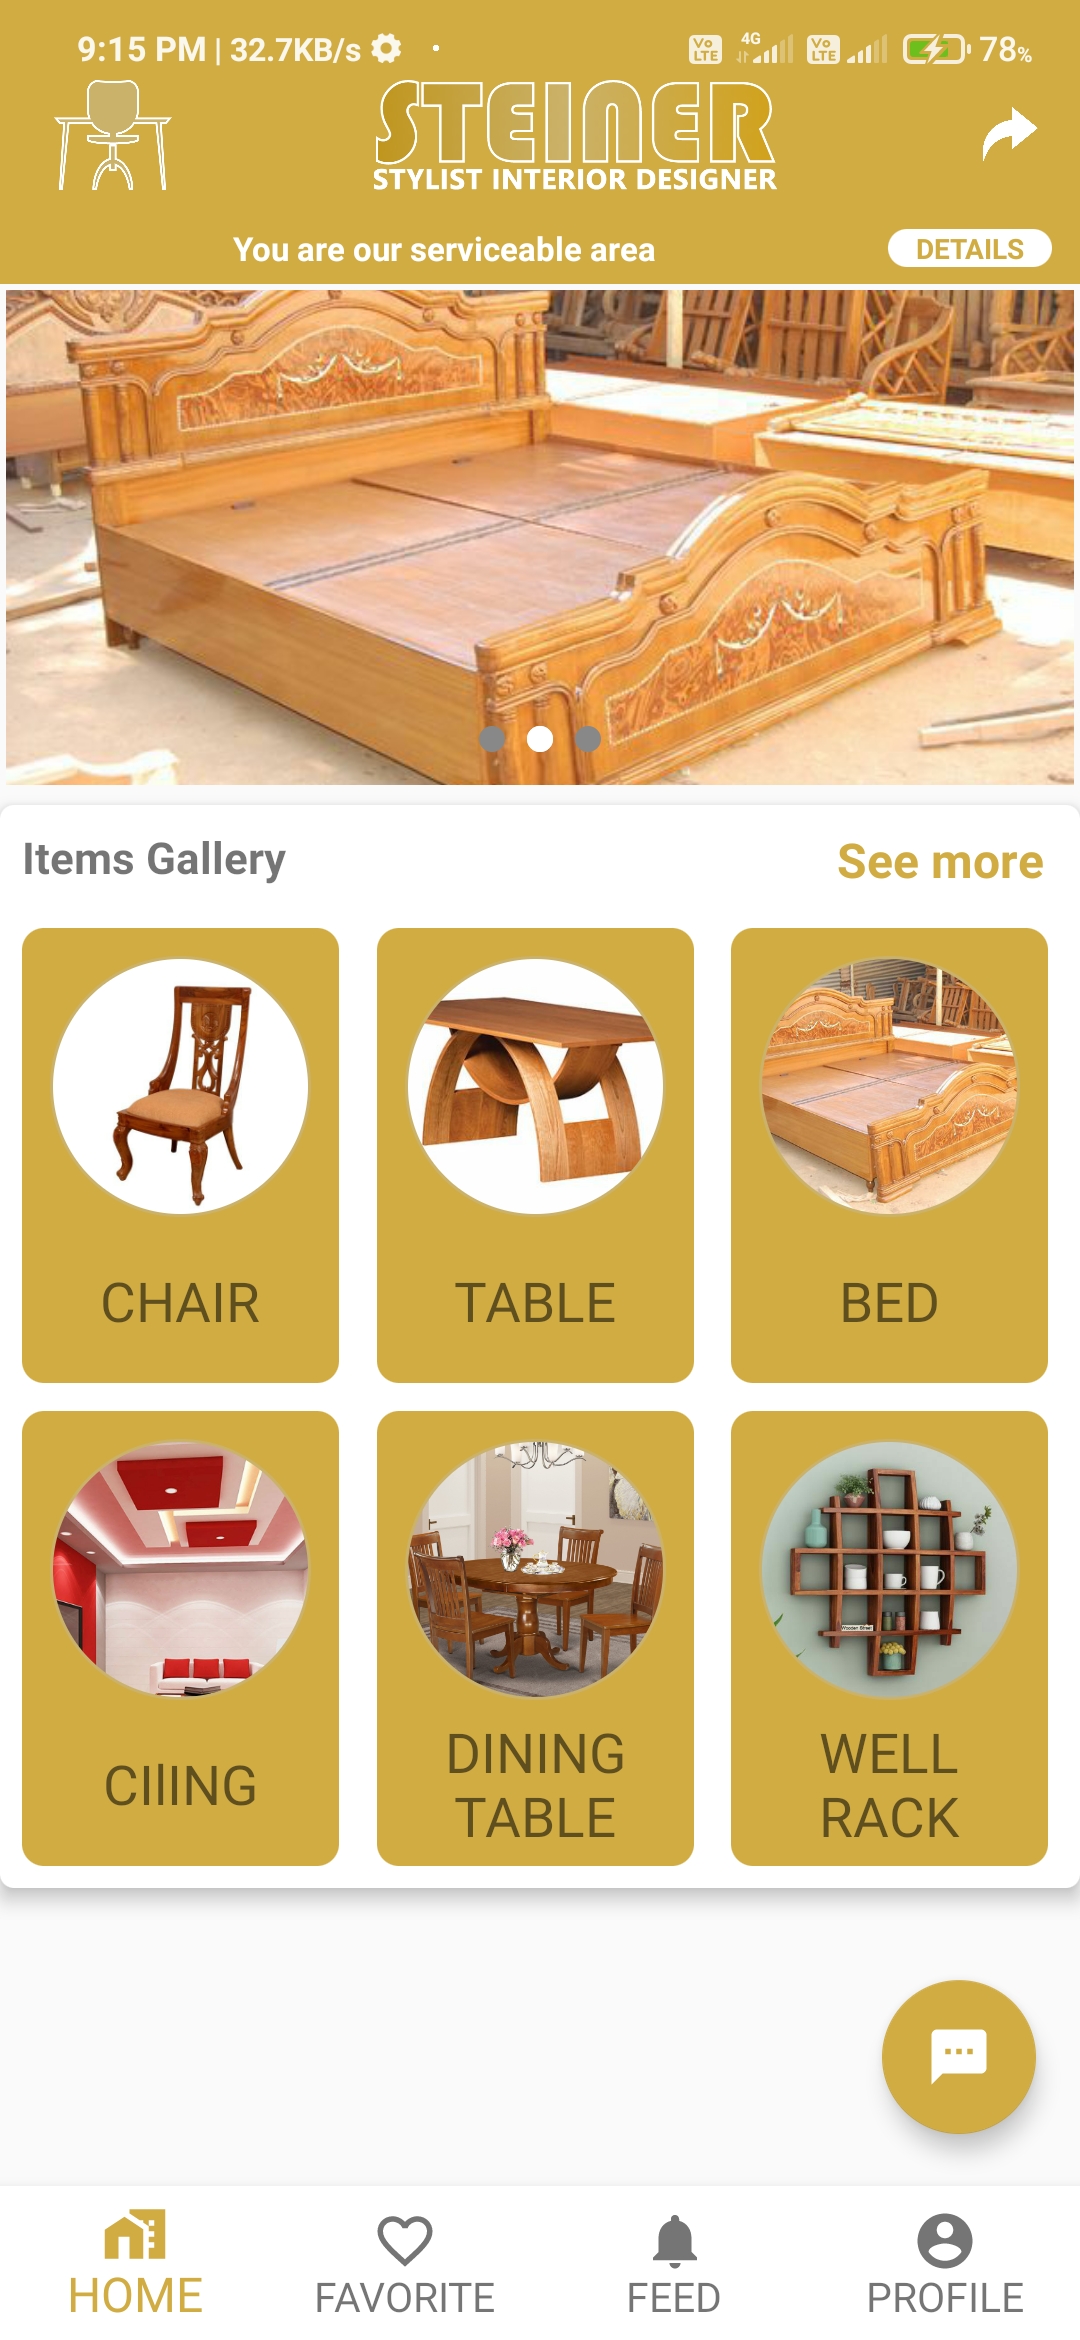 9:15 PM | 32.7KB/s
Vo LTE 4G Vo LTE 78%
STEINER
STYLIST INTERIOR DESIGNER
You are our serviceable area
DETAILS
Items Gallery
See more
CHAIR
TABLE
BED
CIlING
DINING
TABLE
WELL
RACK
HOME
FAVORITE
FEED
PROFILE